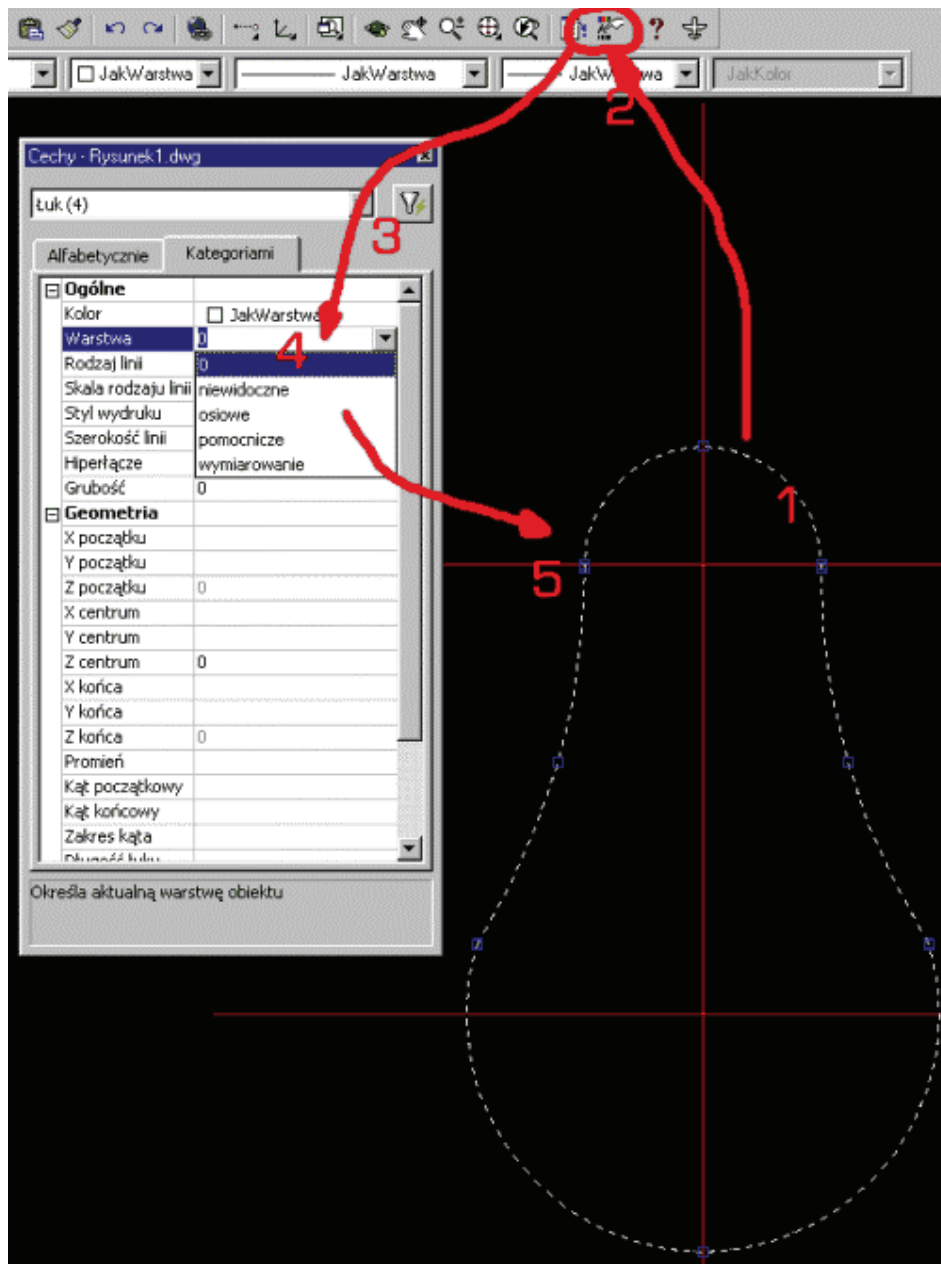 ?
JakWarstwa
JakWarstwa
JakKolor
2
Cechy - Rysunek1.dwg
Łuk (4)
3
Alfabetycznie
Kategoriami
Ogólne
Kolor
JakWarstwa
Warstwa
0
4
Rodzaj linii
0
Skala rodzaju linii
niewidoczne
Styl wydruku
osiowe
Szerokość linii
pomocnicze
Hiperłącze
wymiarowanie
Grubość
0
1
Geometria
X początku
Y początku
5
Z początku
0
X centrum
Y centrum
Z centrum
0
X końca
Y końca
Z końca
0
Promień
Kąt początkowy
Kąt końcowy
Zakres kąta
Długość łuku
Określa aktualną warstwę obiektu